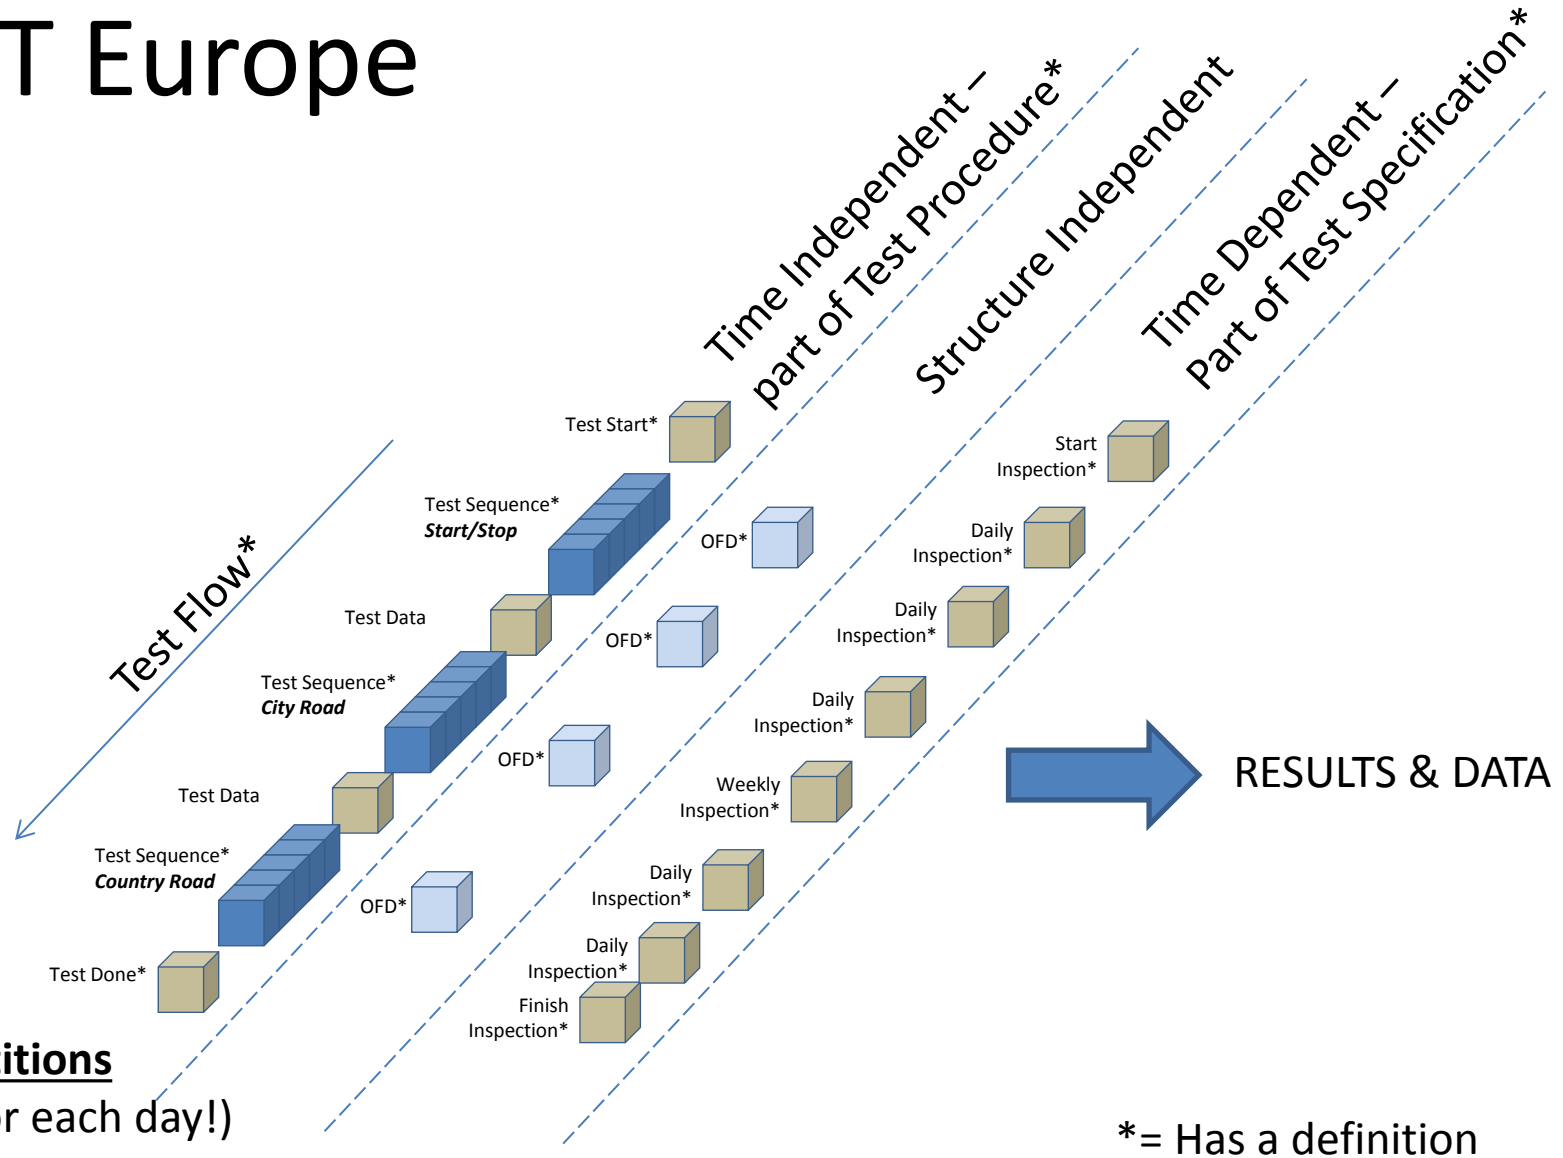 T Europe
Time Independent –
part of Test Procedure*
Structure Independent
Time Dependent –
Part of Test Specification*
Test Flow*
Test Start*
Test Sequence*
Start/Stop
Test Data
Test Sequence*
City Road
Test Data
Test Sequence*
Country Road
Test Done*
OFD*
OFD*
OFD*
OFD*
Start
Inspection*
Daily
Inspection*
Daily
Inspection*
Daily
Inspection*
Weekly
Inspection*
Daily
Inspection*
Daily
Inspection*
Finish
Inspection*
RESULTS & DATA
titions
or each day!)
*= Has a definition